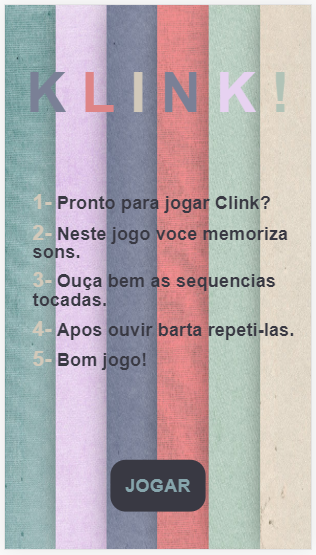 KLINK!
1- Pronto para jogar Clink?
2- Neste jogo voce memoriza
sons.
3- Ouça bem as sequencias
tocadas.
4- Apos ouvir barta repeti-las.
5- Bom jogo!
JOGAR